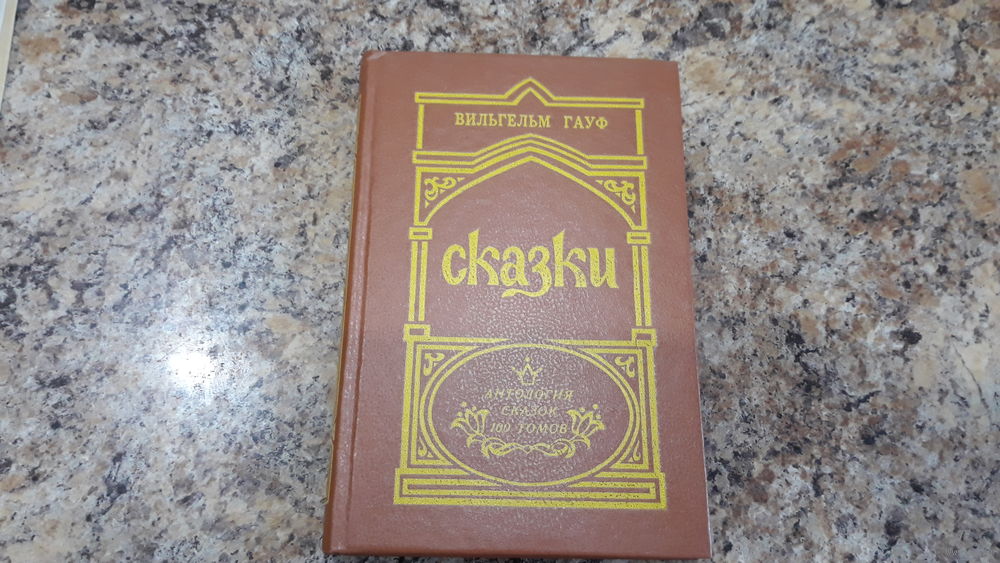 ВИЛЬГЕЛЬМ ГАУФ
Сказки
АНТОЛОГИЯ
СКАЗОК
100 ТОМОВ